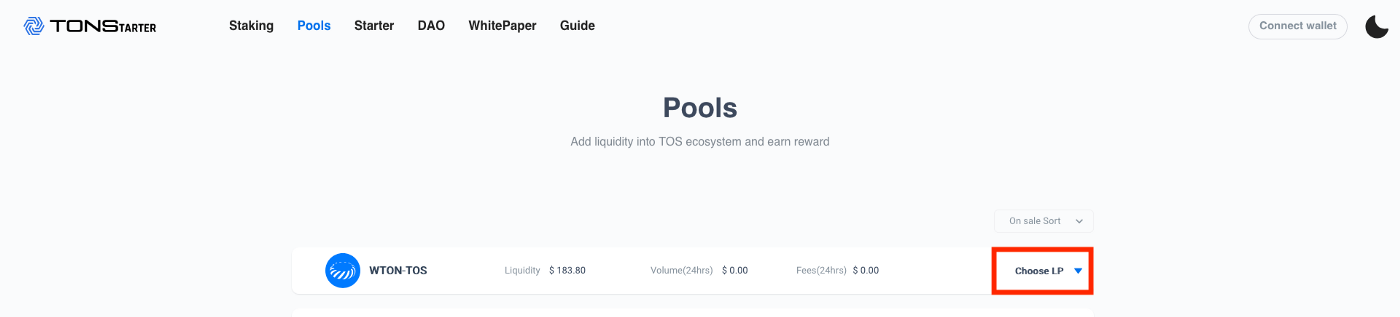 TONSTARTER Staking Pools Starter DAO WhitePaper Guide Connect wallet
Pools
Add liquidity into TOS ecosystem and earn reward
On sale Sort
WTON-TOS Liquidity $ 183.80 Volume(24hrs) $ 0.00 Fees(24hrs) $ 0.00 Choose LP